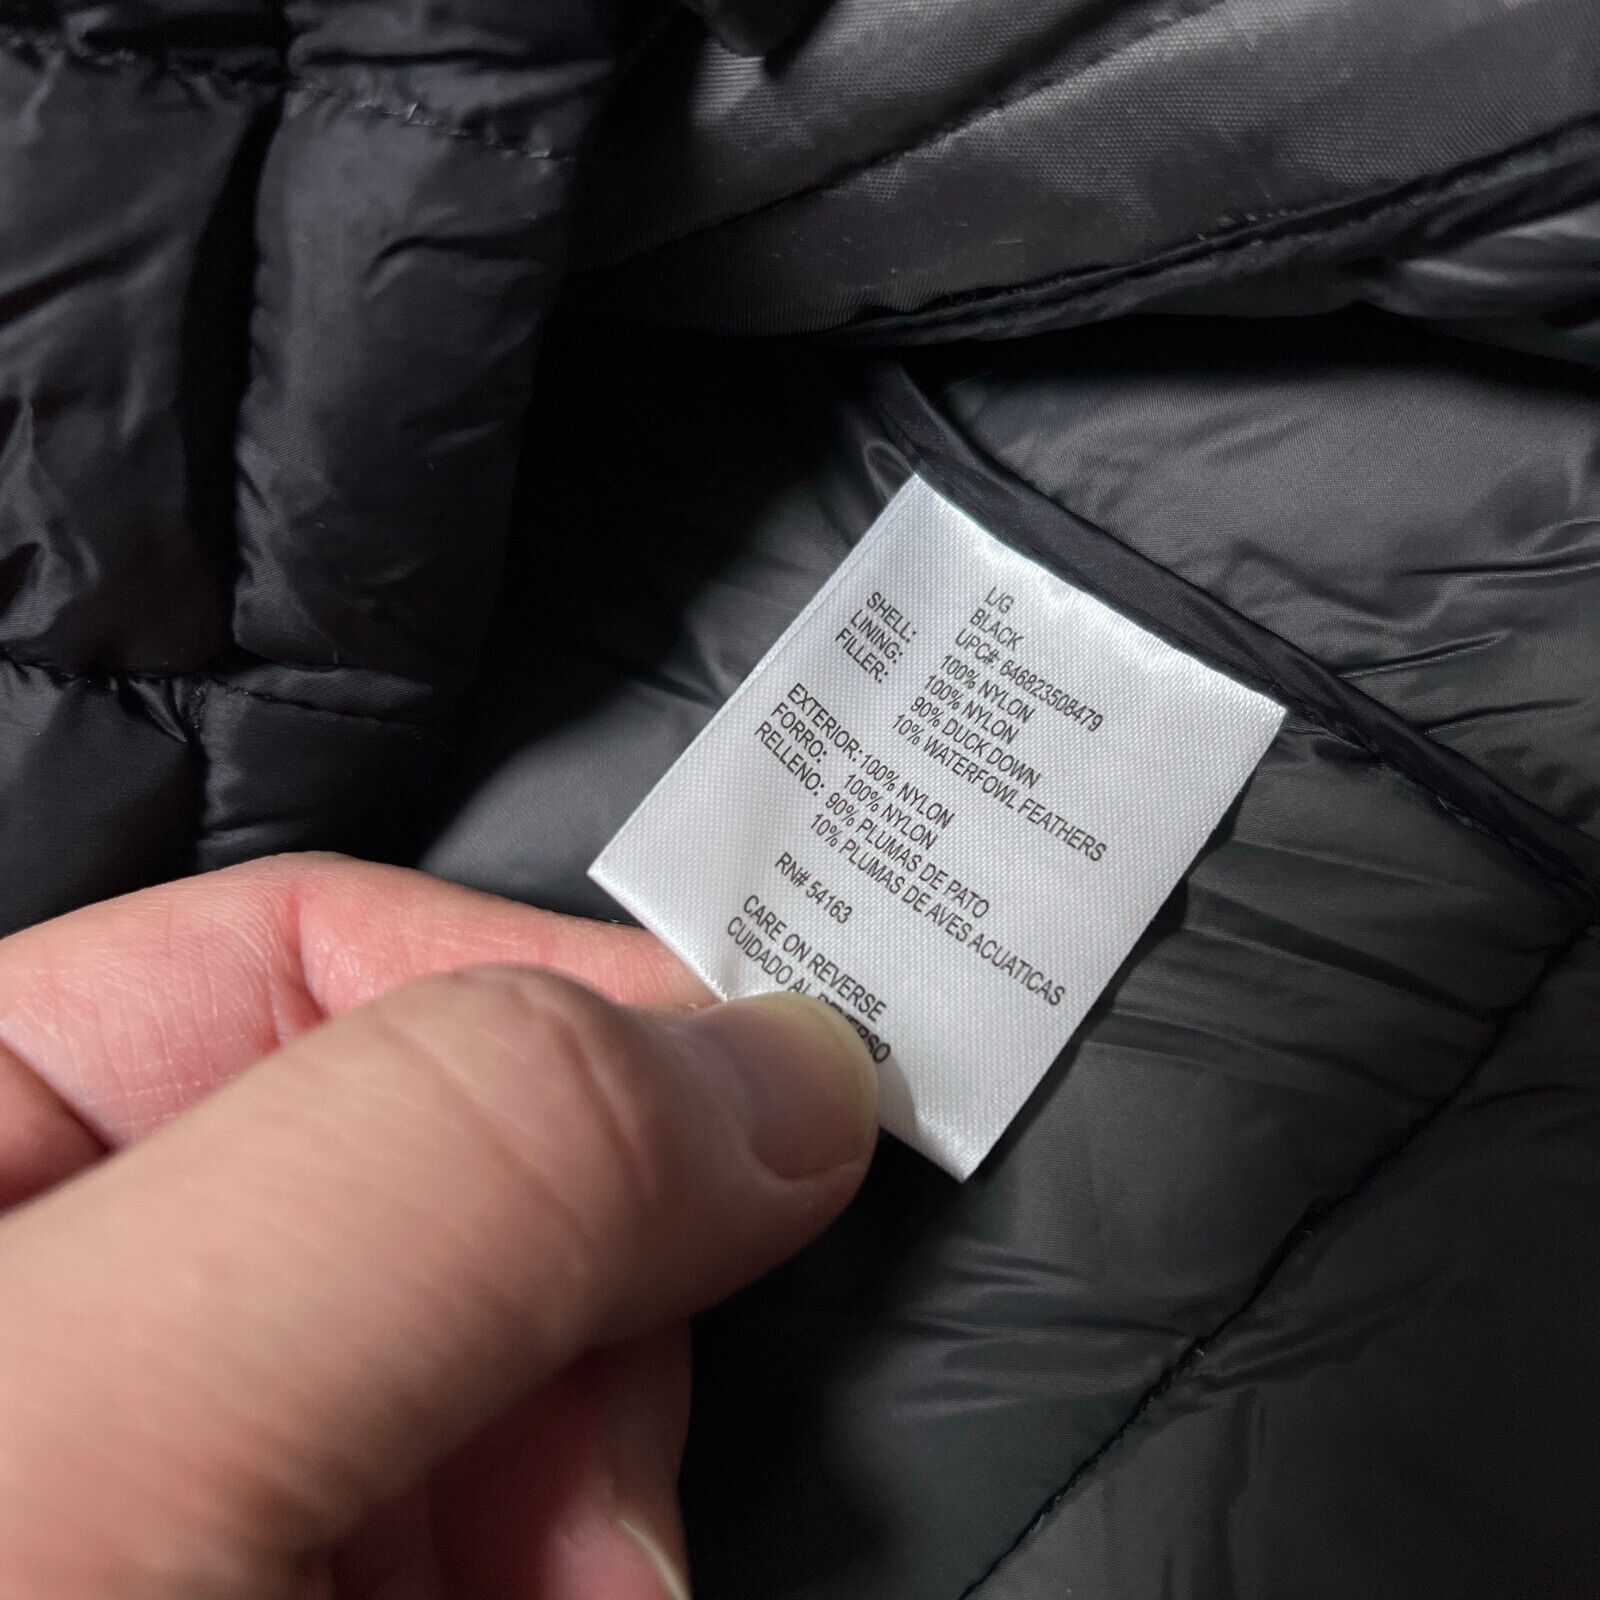 L/G
BLACK
UPC# 646823508479
SHELL: 100% NYLON
LINING: 100% NYLON
FILLER: 90% DUCK DOWN
10% WATERFOWL FEATHERS
EXTERIOR: 100% NYLON
FORRO: 100% NYLON
RELLENO: 90% PLUMAS DE PATO
10% PLUMAS DE AVES ACUATICAS
RN# 54163
CARE ON REVERSE
CUIDADO AL REVERSO